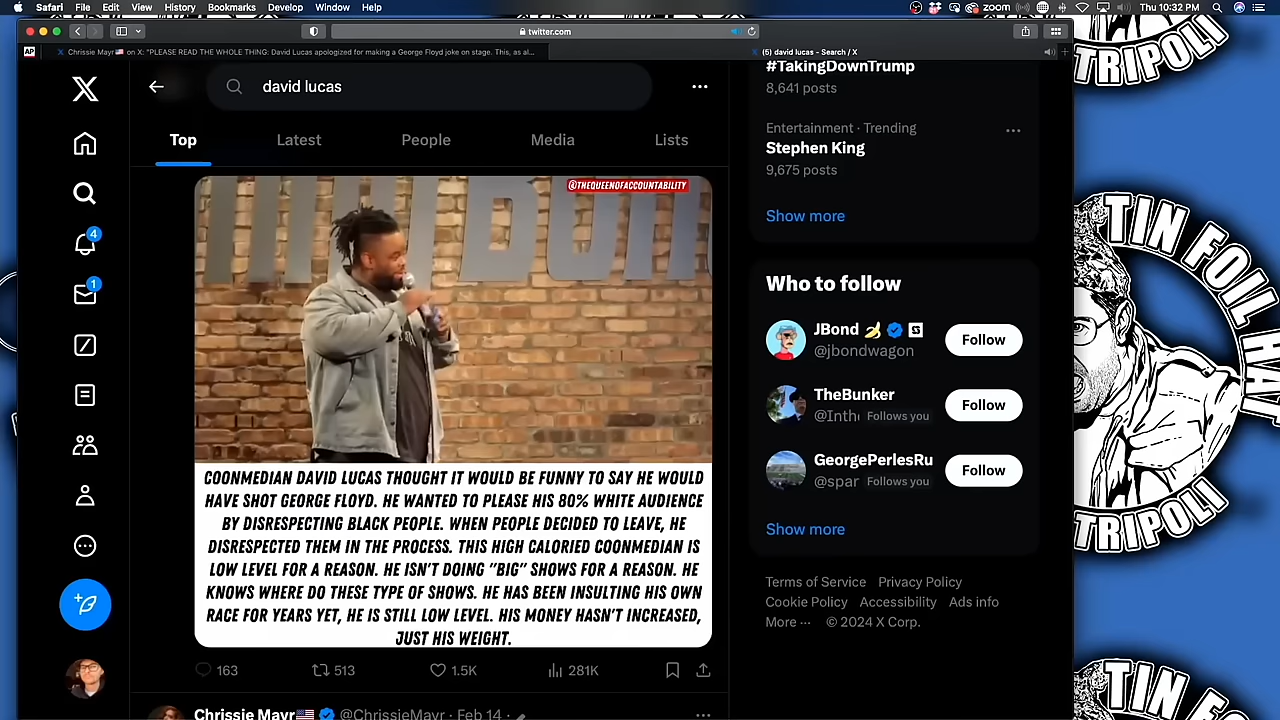 Safari File Edit View History Bookmarks Develop Window Help
zoom
Thu 10:32 PM
twitter.com
AP
Chrissie Mayr🇺🇸 on X: "PLEASE READ THE WHOLE THING: David Lucas apologized for making a George Floyd joke on stage. This, as al...
(5) david lucas - Search / X
david lucas
Top
Latest
People
Media
Lists
4
1
@THEQUEENOFACCOUNTABILITY
COONMEDIAN DAVID LUCAS THOUGHT IT WOULD BE FUNNY TO SAY HE WOULD
HAVE SHOT GEORGE FLOYD. HE WANTED TO PLEASE HIS 80% WHITE AUDIENCE
BY DISRESPECTING BLACK PEOPLE. WHEN PEOPLE DECIDED TO LEAVE, HE
DISRESPECTED THEM IN THE PROCESS. THIS HIGH CALORIED COONMEDIAN IS
LOW LEVEL FOR A REASON. HE ISN'T DOING "BIG" SHOWS FOR A REASON. HE
KNOWS WHERE DO THESE TYPE OF SHOWS. HE HAS BEEN INSULTING HIS OWN
RACE FOR YEARS YET, HE IS STILL LOW LEVEL. HIS MONEY HASN'T INCREASED,
JUST HIS WEIGHT.
163
513
1.5K
281K
Chrissie Mayr🇺🇸 @ChrissieMayr · Feb 14 ·
#TakingDownTrump
8,641 posts
Entertainment · Trending
Stephen King
9,675 posts
Show more
Who to follow
JBond 🍌
@jbondwagon
Follow
TheBunker
@Inth Follows you
Follow
GeorgePerlesRu
@spar Follows you
Follow
Show more
Terms of Service Privacy Policy
Cookie Policy Accessibility Ads info
More ··· © 2024 X Corp.
TRIPOLI
TIN FOIL HAT
TRIPOLI